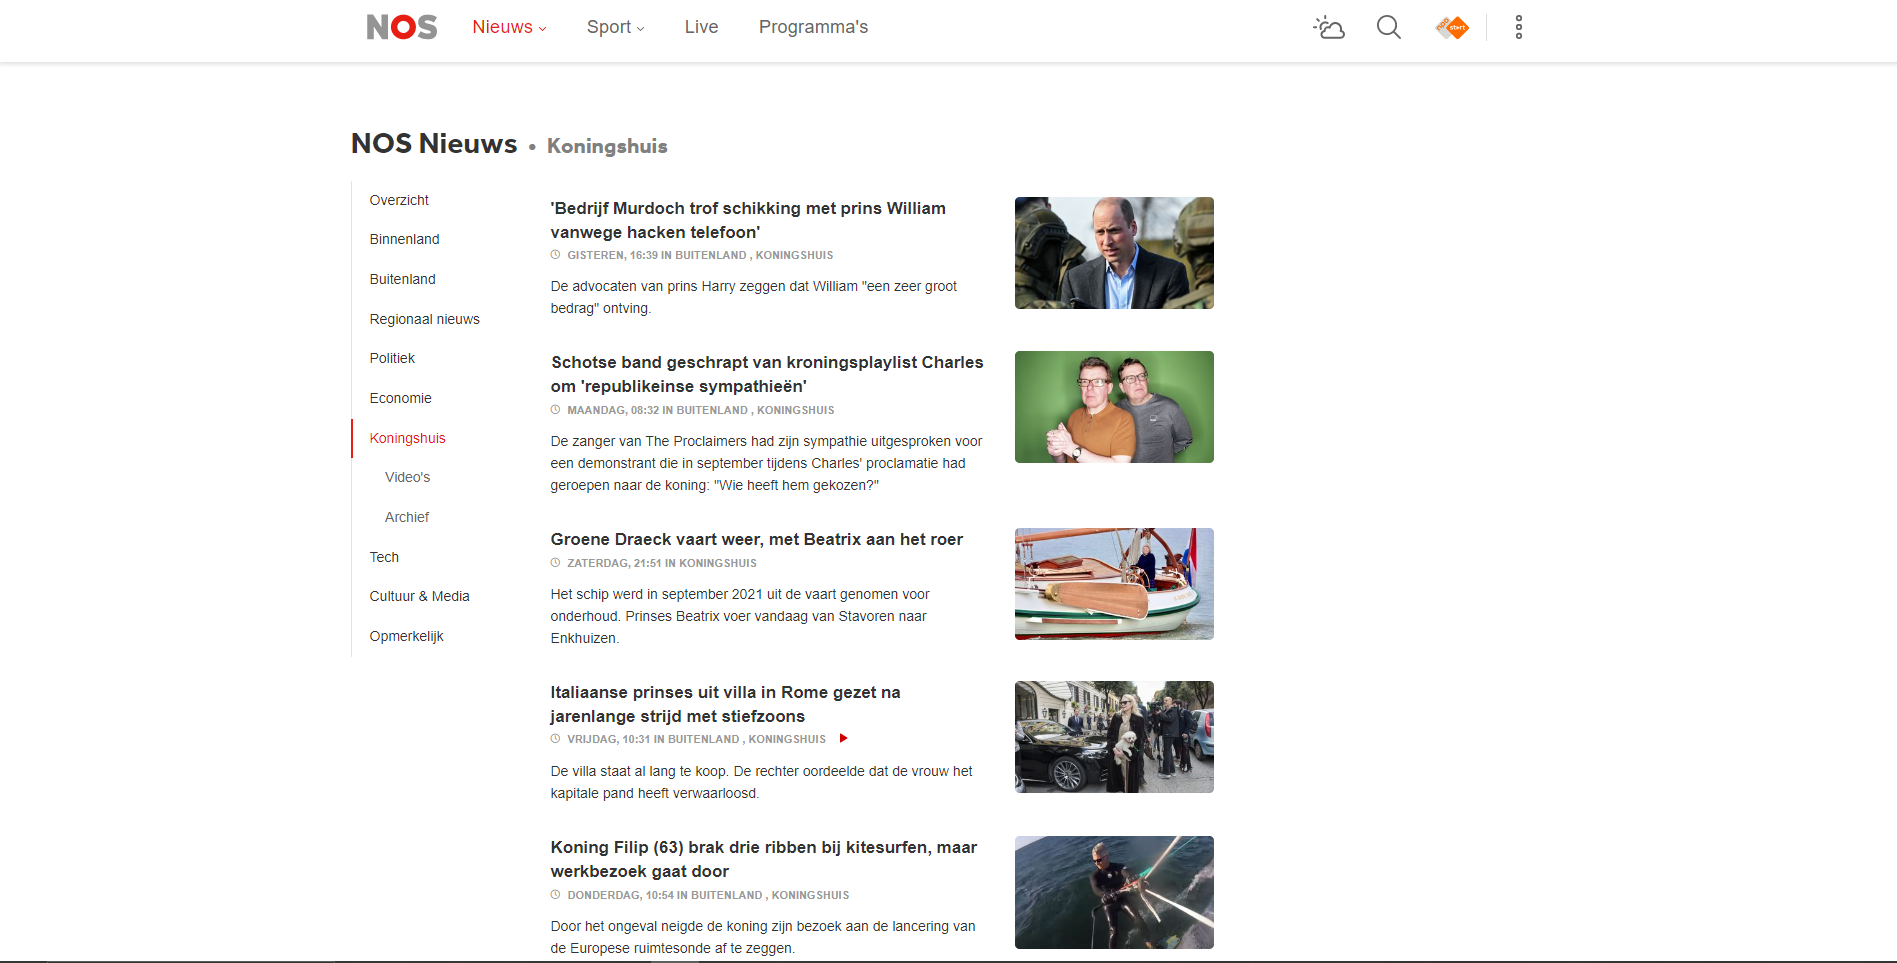 NOS Nieuws Sport Live Programma's npo start
NOS Nieuws • Koningshuis
Overzicht
Binnenland
Buitenland
Regionaal nieuws
Politiek
Economie
Koningshuis
Video's
Archief
Tech
Cultuur & Media
Opmerkelijk
'Bedrijf Murdoch trof schikking met prins William
vanwege hacken telefoon'
GISTEREN, 16:39 IN BUITENLAND , KONINGSHUIS
De advocaten van prins Harry zeggen dat William "een zeer groot
bedrag" ontving.
Schotse band geschrapt van kroningsplaylist Charles
om 'republikeinse sympathieën'
MAANDAG, 08:32 IN BUITENLAND , KONINGSHUIS
De zanger van The Proclaimers had zijn sympathie uitgesproken voor
een demonstrant die in september tijdens Charles' proclamatie had
geroepen naar de koning: "Wie heeft hem gekozen?"
Groene Draeck vaart weer, met Beatrix aan het roer
ZATERDAG, 21:51 IN KONINGSHUIS
Het schip werd in september 2021 uit de vaart genomen voor
onderhoud. Prinses Beatrix voer vandaag van Stavoren naar
Enkhuizen.
Italiaanse prinses uit villa in Rome gezet na
jarenlange strijd met stiefzoons
VRIJDAG, 10:31 IN BUITENLAND , KONINGSHUIS
De villa staat al lang te koop. De rechter oordeelde dat de vrouw het
kapitale pand heeft verwaarloosd.
Koning Filip (63) brak drie ribben bij kitesurfen, maar
werkbezoek gaat door
DONDERDAG, 10:54 IN BUITENLAND , KONINGSHUIS
Door het ongeval neigde de koning zijn bezoek aan de lancering van
de Europese ruimtesonde af te zeggen.